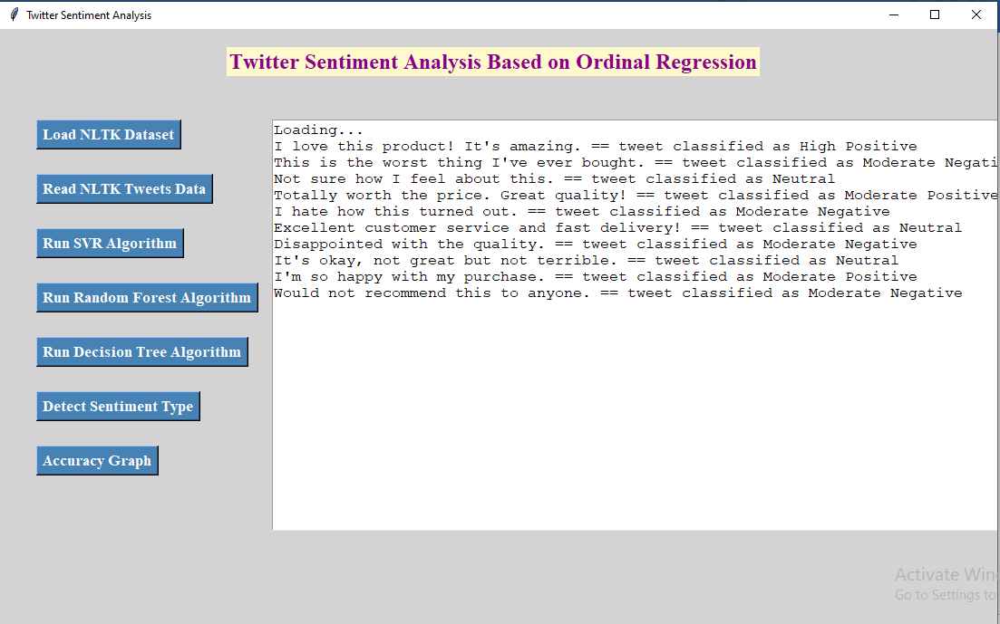 Twitter Sentiment Analysis
Twitter Sentiment Analysis Based on Ordinal Regression
Load NLTK Dataset
Read NLTK Tweets Data
Run SVR Algorithm
Run Random Forest Algorithm
Run Decision Tree Algorithm
Detect Sentiment Type
Accuracy Graph
Loading...
I love this product! It's amazing. == tweet classified as High Positive
This is the worst thing I've ever bought. == tweet classified as Moderate Negati
Not sure how I feel about this. == tweet classified as Neutral
Totally worth the price. Great quality! == tweet classified as Moderate Positive
I hate how this turned out. == tweet classified as Moderate Negative
Excellent customer service and fast delivery! == tweet classified as Neutral
Disappointed with the quality. == tweet classified as Moderate Negative
It's okay, not great but not terrible. == tweet classified as Neutral
I'm so happy with my purchase. == tweet classified as Moderate Positive
Would not recommend this to anyone. == tweet classified as Moderate Negative
Activate Win
Go to Settings to